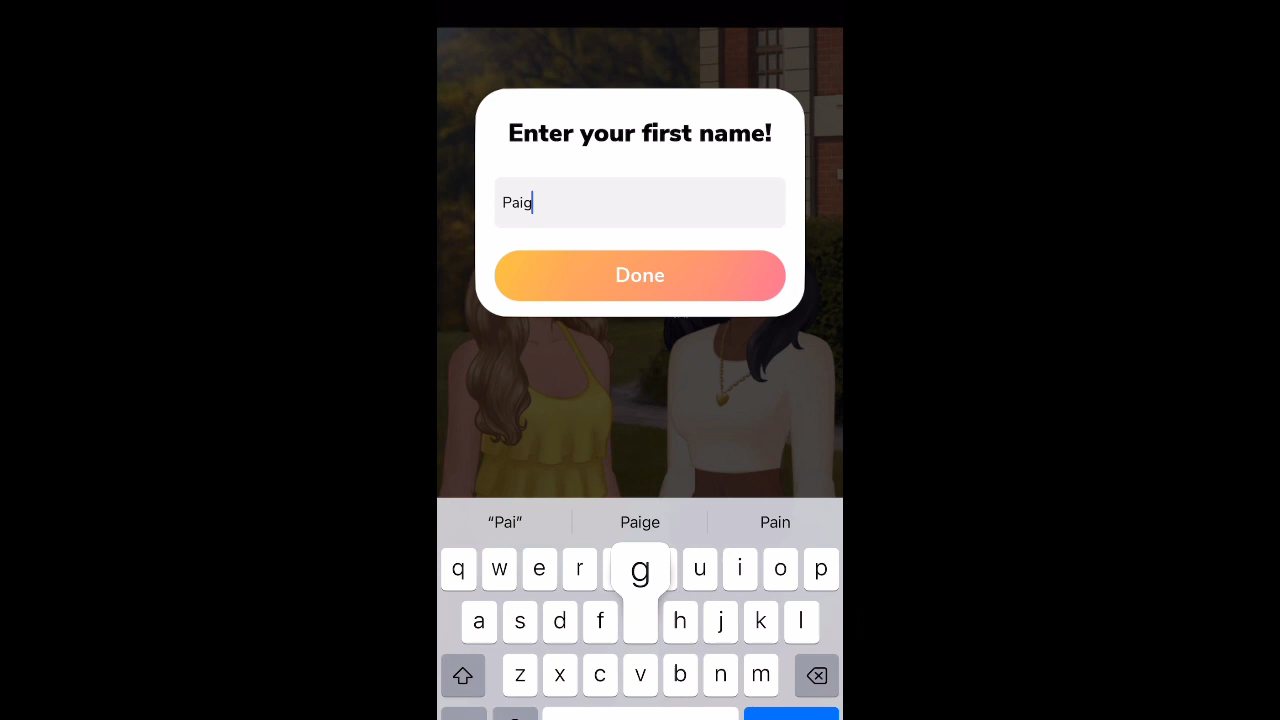 Enter your first name!
Paig
Done
“Pai” Paige Pain
q w e r g u i o p
a s d f h j k l
z x c v b n m